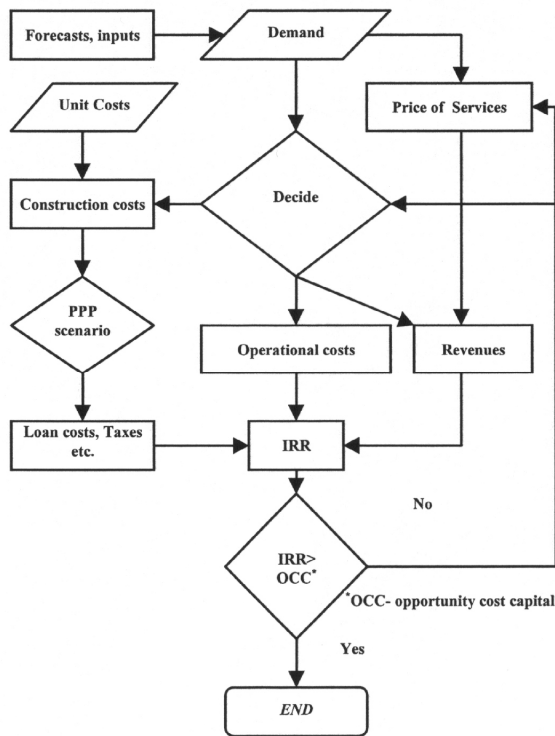 Forecasts, inputs
Demand
Unit Costs
Price of Services
Construction costs
Decide
PPP
scenario
Operational costs
Revenues
Loan costs, Taxes
etc.
IRR
No
IRR>
OCC*
*OCC- opportunity cost capital
Yes
END